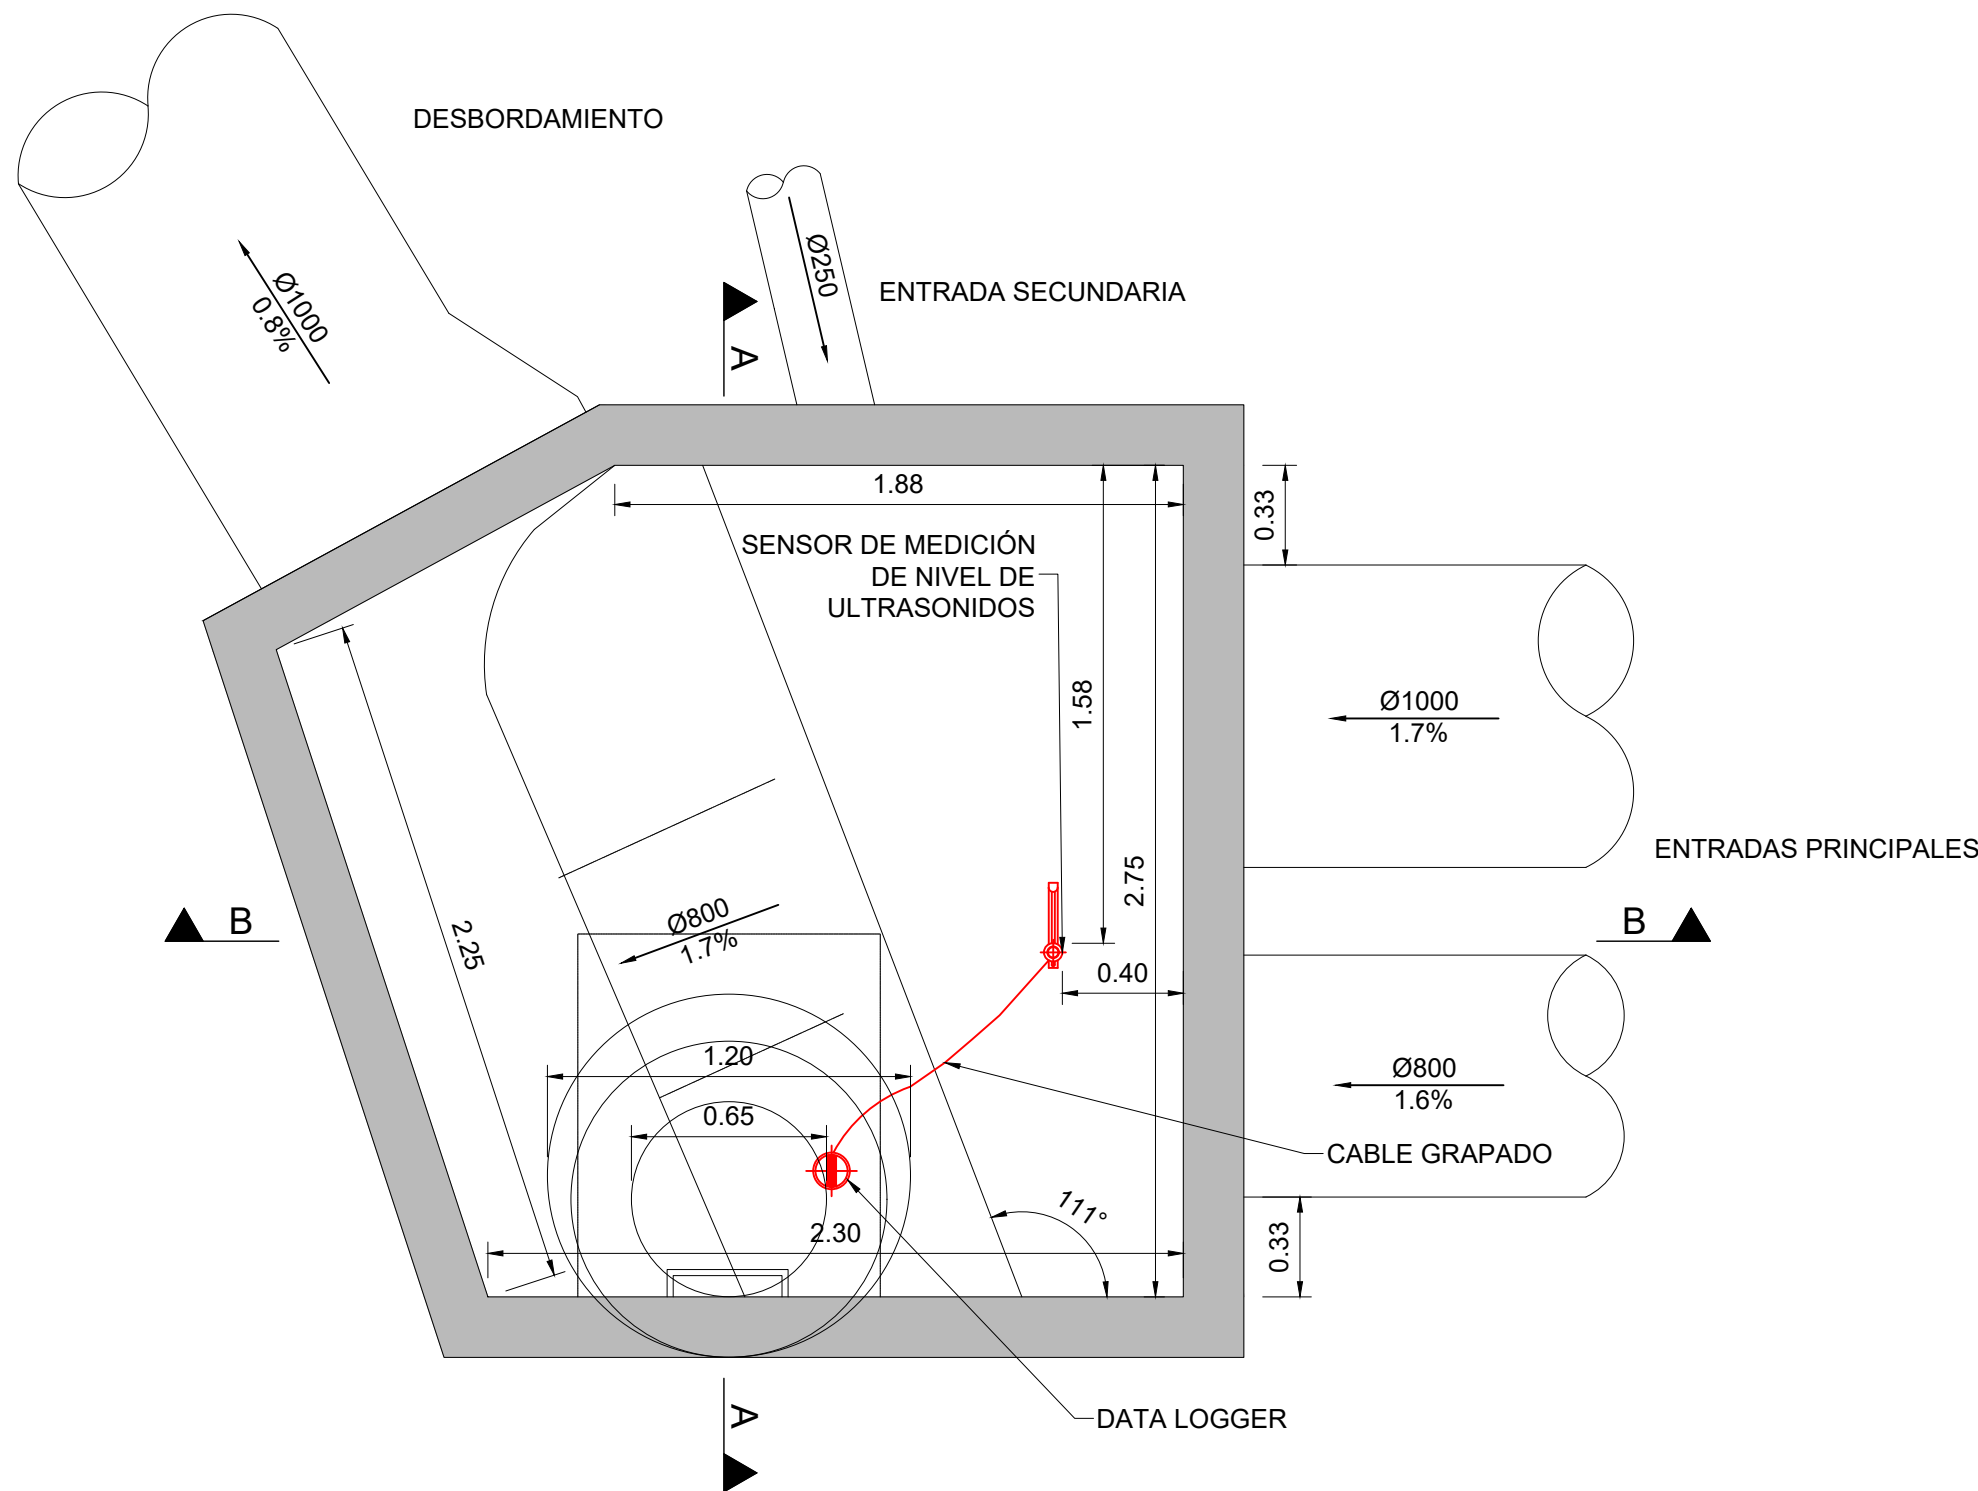 DESBORDAMIENTO
Ø1000
0.8%
Ø250
ENTRADA SECUNDARIA
A
1.88
0.33
SENSOR DE MEDICIÓN
DE NIVEL DE
ULTRASONIDOS
1.58
Ø1000
1.7%
2.75
ENTRADAS PRINCIPALES
B
2.25
Ø800
1.7%
B
0.40
1.20
0.65
Ø800
1.6%
CABLE GRAPADO
111°
2.30
0.33
A
DATA LOGGER